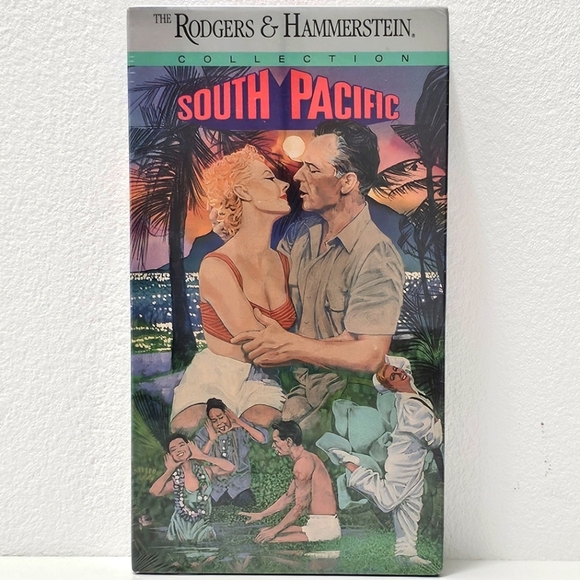 THE RODGERS & HAMMERSTEIN®
COLLECTION
SOUTH PACIFIC